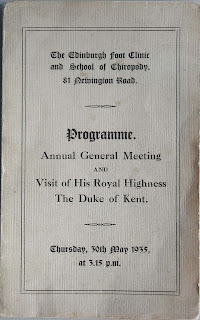 The Edinburgh Foot Clinic
and School of Chiropody,
81 Newington Road.
Programme.
Annual General Meeting
AND
Visit of His Royal Highness
The Duke of Kent.
Thursday, 30th May 1935,
at 3.15 p.m.